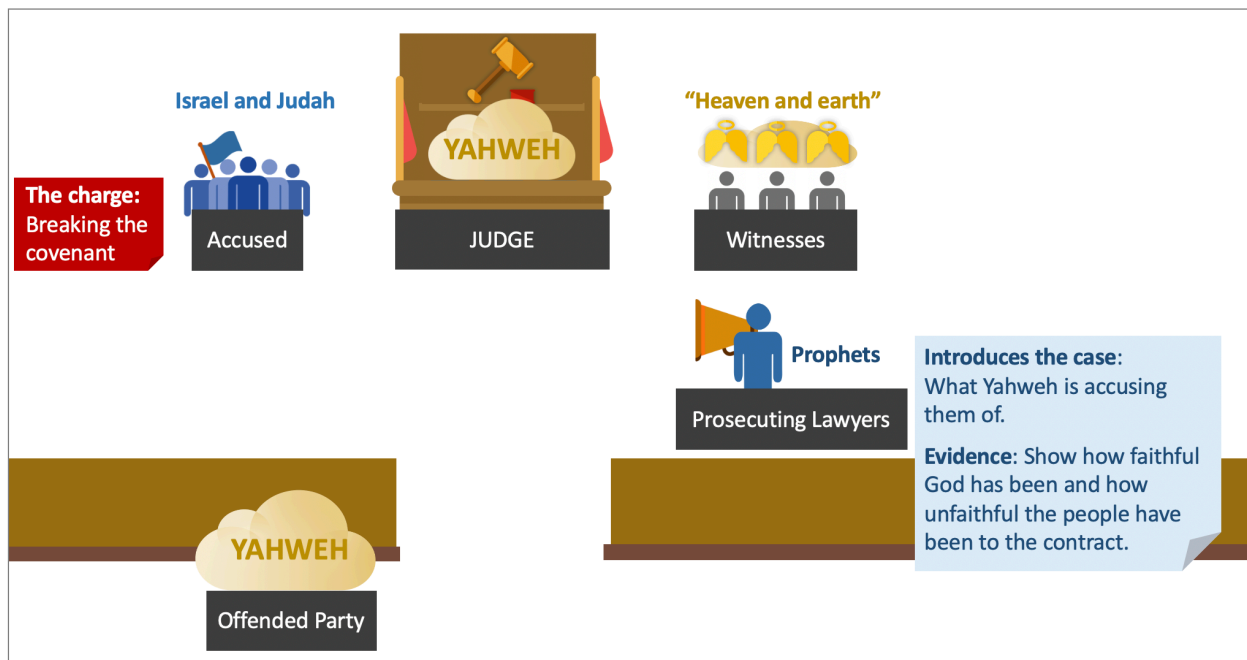 Israel and Judah
The charge:
Breaking the
covenant
Accused
YAHWEH
JUDGE
“Heaven and earth”
Witnesses
Prophets
Prosecuting Lawyers
Introduces the case:
What Yahweh is accusing
them of.
Evidence: Show how faithful
God has been and how
unfaithful the people have
been to the contract.
YAHWEH
Offended Party